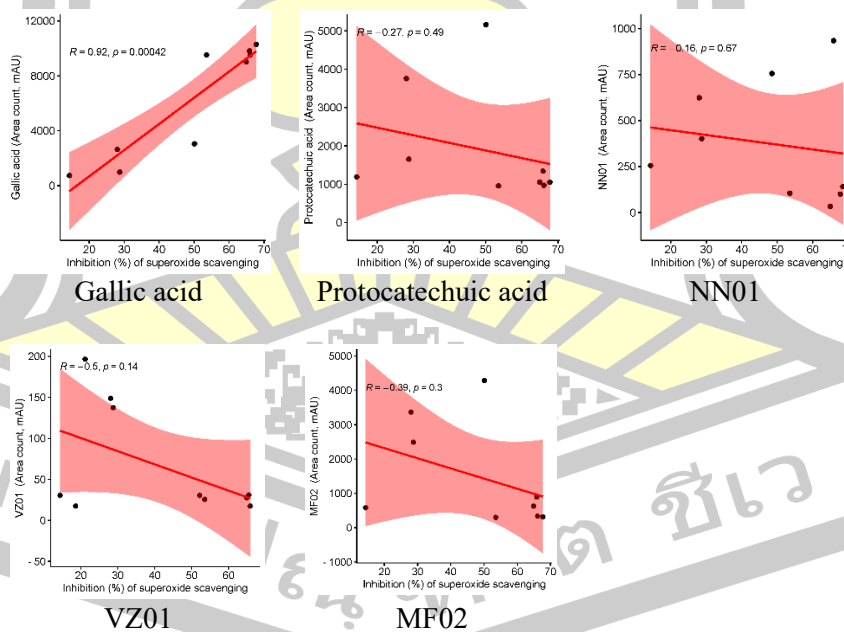 12000
R = 0.92, p = 0.00042
8000
4000
0
Gallic acid (Area count, mAU)
20 30 40 50 60 70
Inhibition (%) of superoxide scavenging
Gallic acid
R = −0.27, p = 0.49
5000
4000
3000
2000
1000
0
Protocatechuic acid (Area count, mAU)
20 30 40 50 60 70
Inhibition (%) of superoxide scavenging
Protocatechuic acid
1000
R = −0.16, p = 0.67
750
500
250
0
NN01 (Area count, mAU)
20 30 40 50 60
Inhibition (%) of superoxide scavenging
NN01
200
R = −0.5, p = 0.14
150
100
50
0
-50
VZ01 (Area count, mAU)
20 30 40 50 60
Inhibition (%) of superoxide scavenging
VZ01
5000
R = −0.39, p = 0.3
4000
3000
2000
1000
0
-1000
MF02 (Area count, mAU)
20 30 40 50 60 70
Inhibition (%) of superoxide scavenging
MF02
ชีเว